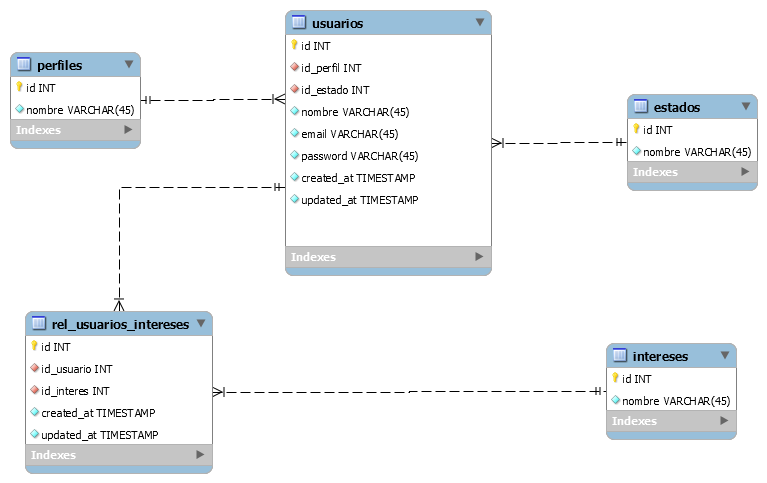 perfiles
id INT
nombre VARCHAR(45)
Indexes
usuarios
id INT
id_perfil INT
id_estado INT
nombre VARCHAR(45)
email VARCHAR(45)
password VARCHAR(45)
created_at TIMESTAMP
updated_at TIMESTAMP
Indexes
estados
id INT
nombre VARCHAR(45)
Indexes
rel_usuarios_intereses
id INT
id_usuario INT
id_interes INT
created_at TIMESTAMP
updated_at TIMESTAMP
Indexes
intereses
id INT
nombre VARCHAR(45)
Indexes